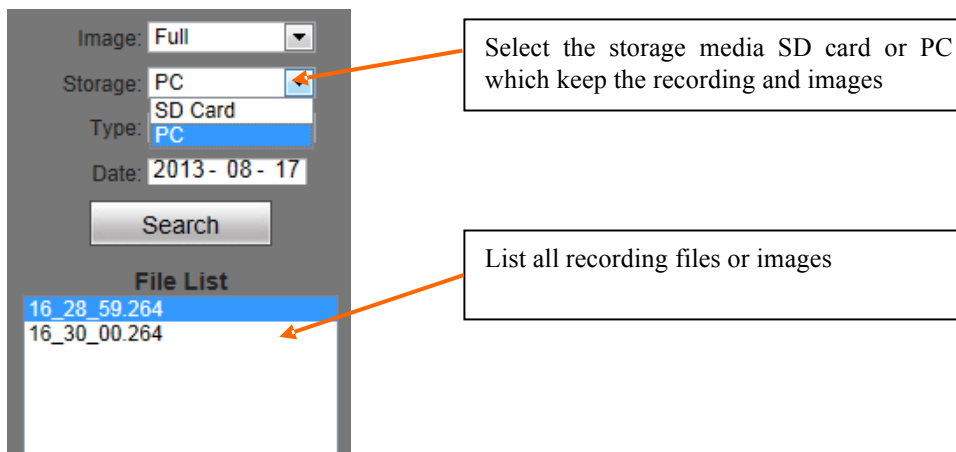 Image: Full
Storage: PC
SD Card
Type: PC
Date: 2013 - 08 - 17
Search
File List
16_28_59.264
16_30_00.264
Select the storage media SD card or PC
which keep the recording and images
List all recording files or images